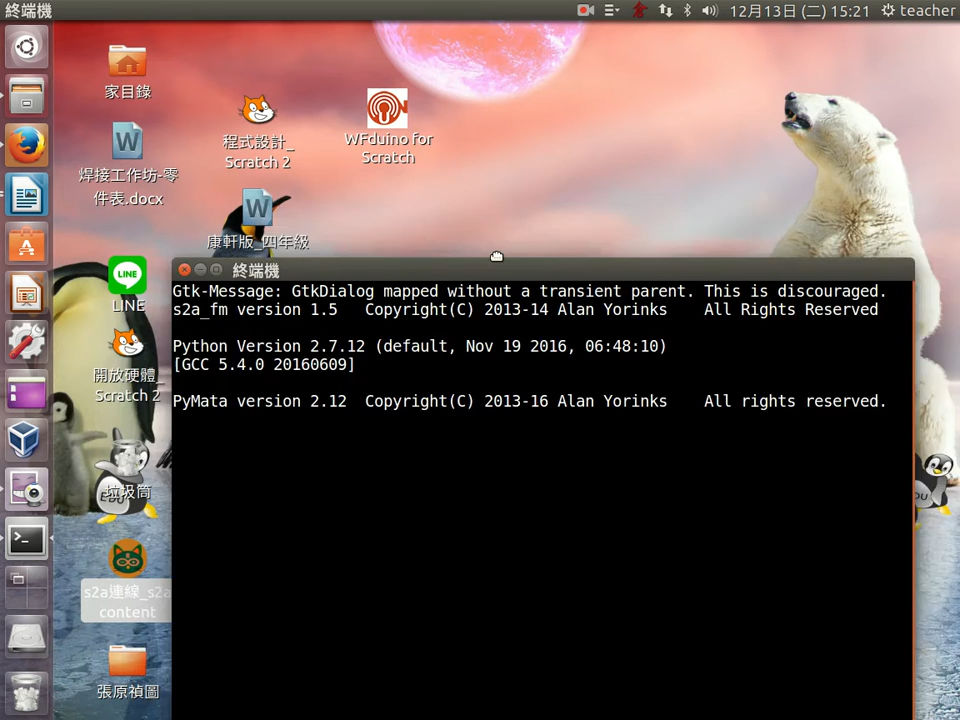 終端機
12月13日 (二) 15:21
teacher
家目錄
焊接工作坊-零
件表.docx
程式設計_
Scratch 2
WFduino for
Scratch
康軒版_四年級
LINE
開放硬體_
Scratch 2
垃圾筒
s2a連線_s2a
content
張原禎圖
終端機
Gtk-Message: GtkDialog mapped without a transient parent. This is discouraged.
s2a_fm version 1.5   Copyright(C) 2013-14 Alan Yorinks    All Rights Reserved
Python Version 2.7.12 (default, Nov 19 2016, 06:48:10)
[GCC 5.4.0 20160609]
PyMata version 2.12  Copyright(C) 2013-16 Alan Yorinks    All rights reserved.